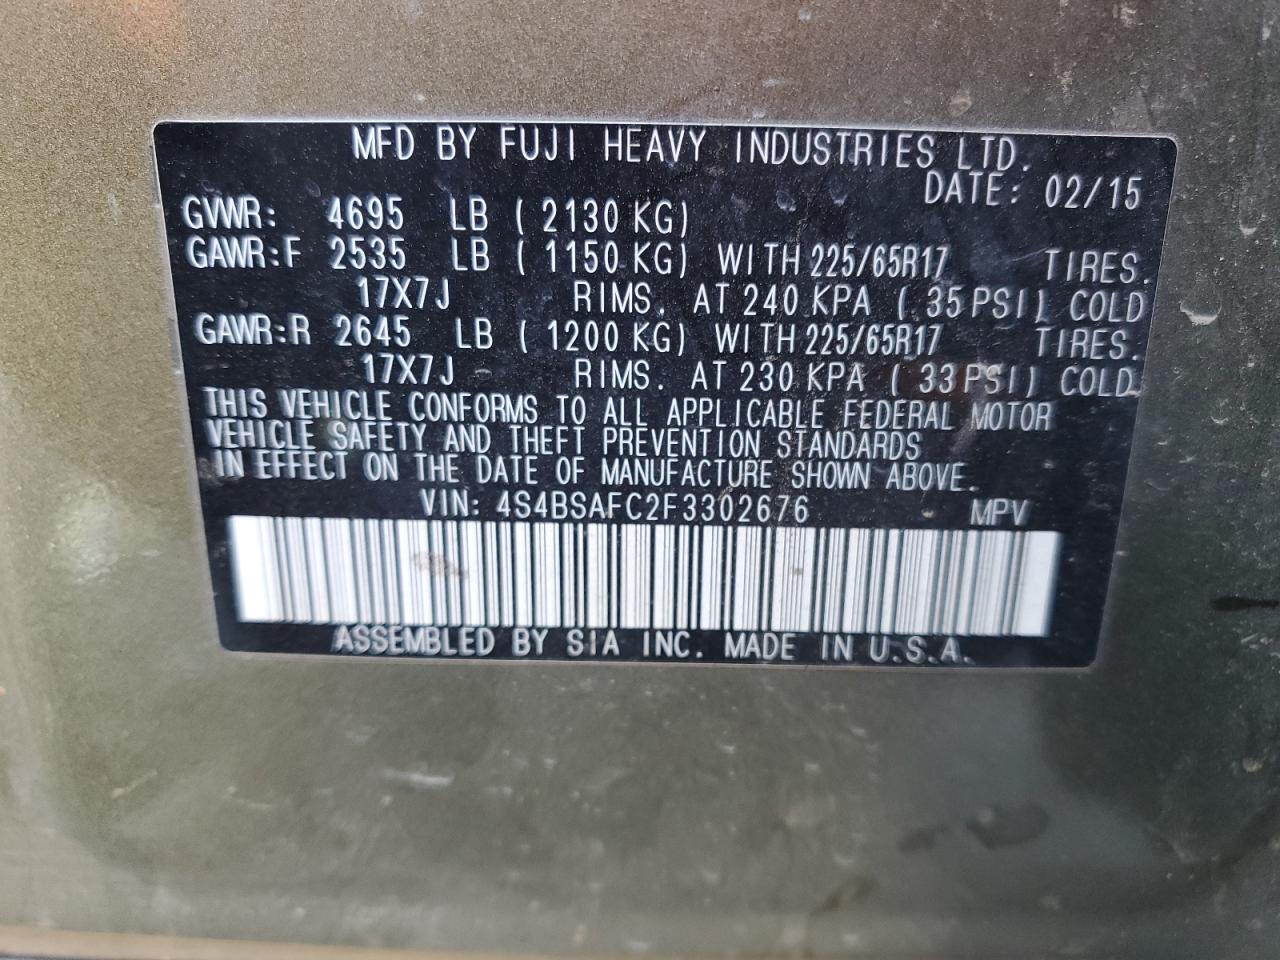 MFD BY FUJI HEAVY INDUSTRIES LTD.
DATE: 02/15
GVWR: 4695 LB ( 2130 KG)
GAWR:F 2535 LB ( 1150 KG) WITH 225/65R17 TIRES.
17X7J RIMS. AT 240 KPA ( 35 PSI) COLD
GAWR:R 2645 LB ( 1200 KG) WITH 225/65R17 TIRES.
17X7J RIMS. AT 230 KPA ( 33 PSI) COLD
THIS VEHICLE CONFORMS TO ALL APPLICABLE FEDERAL MOTOR
VEHICLE SAFETY AND THEFT PREVENTION STANDARDS
IN EFFECT ON THE DATE OF MANUFACTURE SHOWN ABOVE.
VIN: 4S4BSAFC2F3302676 MPV
ASSEMBLED BY SIA INC. MADE IN U.S.A.